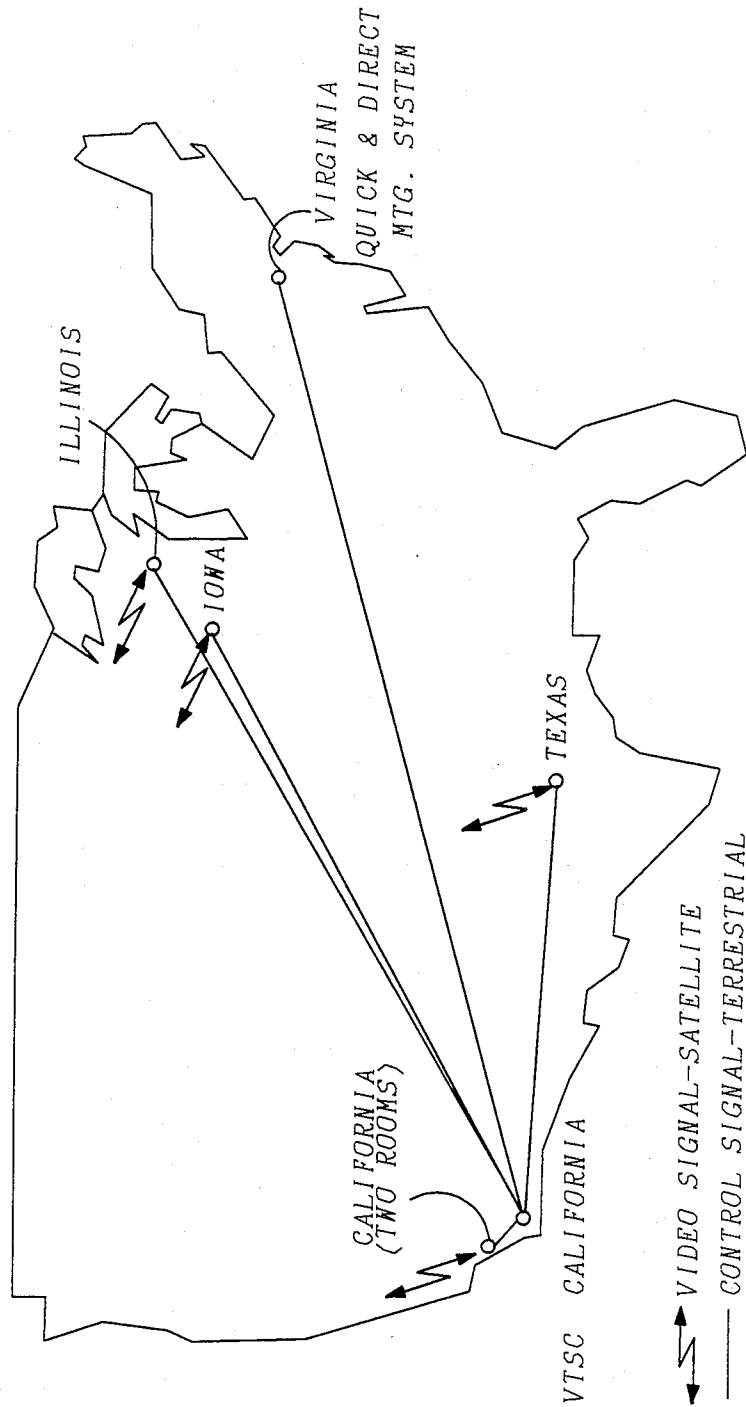 ILLINOIS
IOWA
VIRGINIA
QUICK & DIRECT
MTG. SYSTEM
CALIFORNIA
(TWO ROOMS)
TEXAS
VTSC CALIFORNIA
VIDEO SIGNAL-SATELLITE
CONTROL SIGNAL-TERRESTRIAL